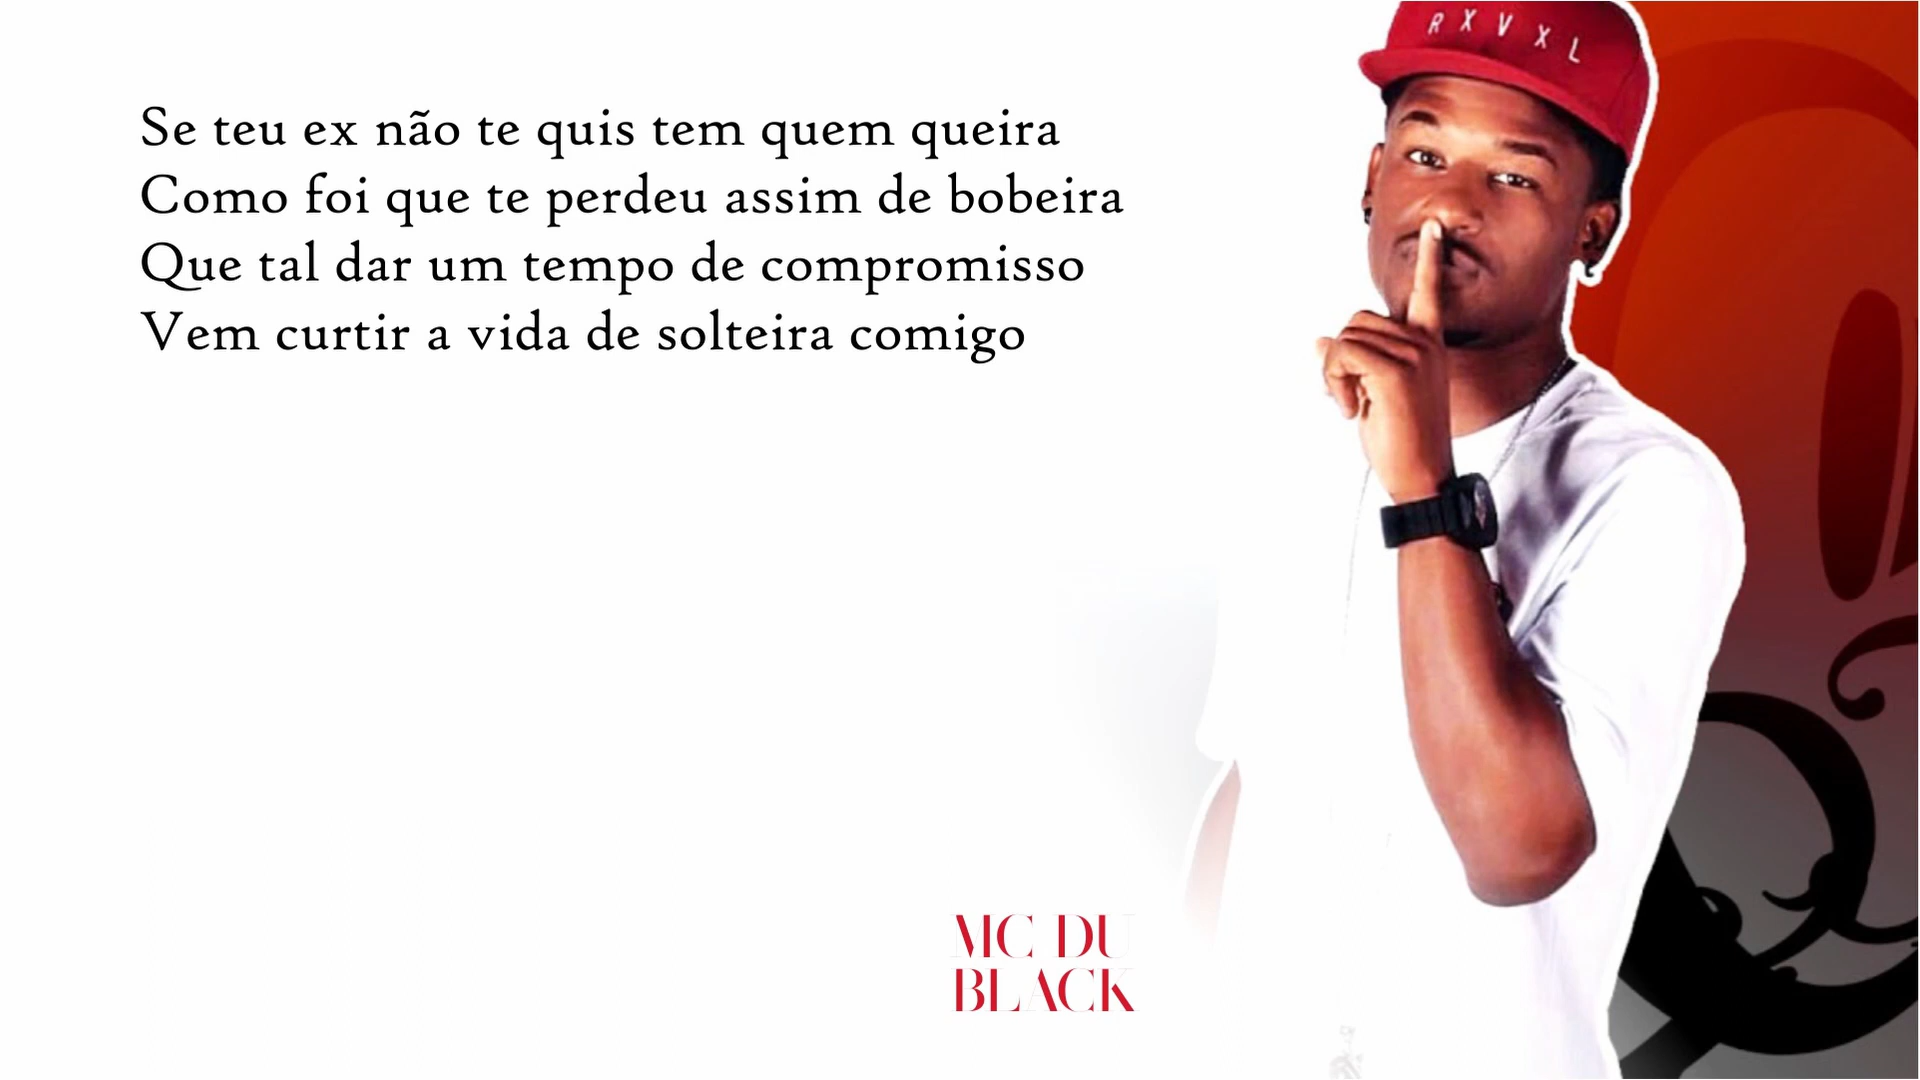 RXVXL
Se teu ex não te quis tem quem queira
Como foi que te perdeu assim de bobeira
Que tal dar um tempo de compromisso
Vem curtir a vida de solteira comigo
MC DU
BLACK